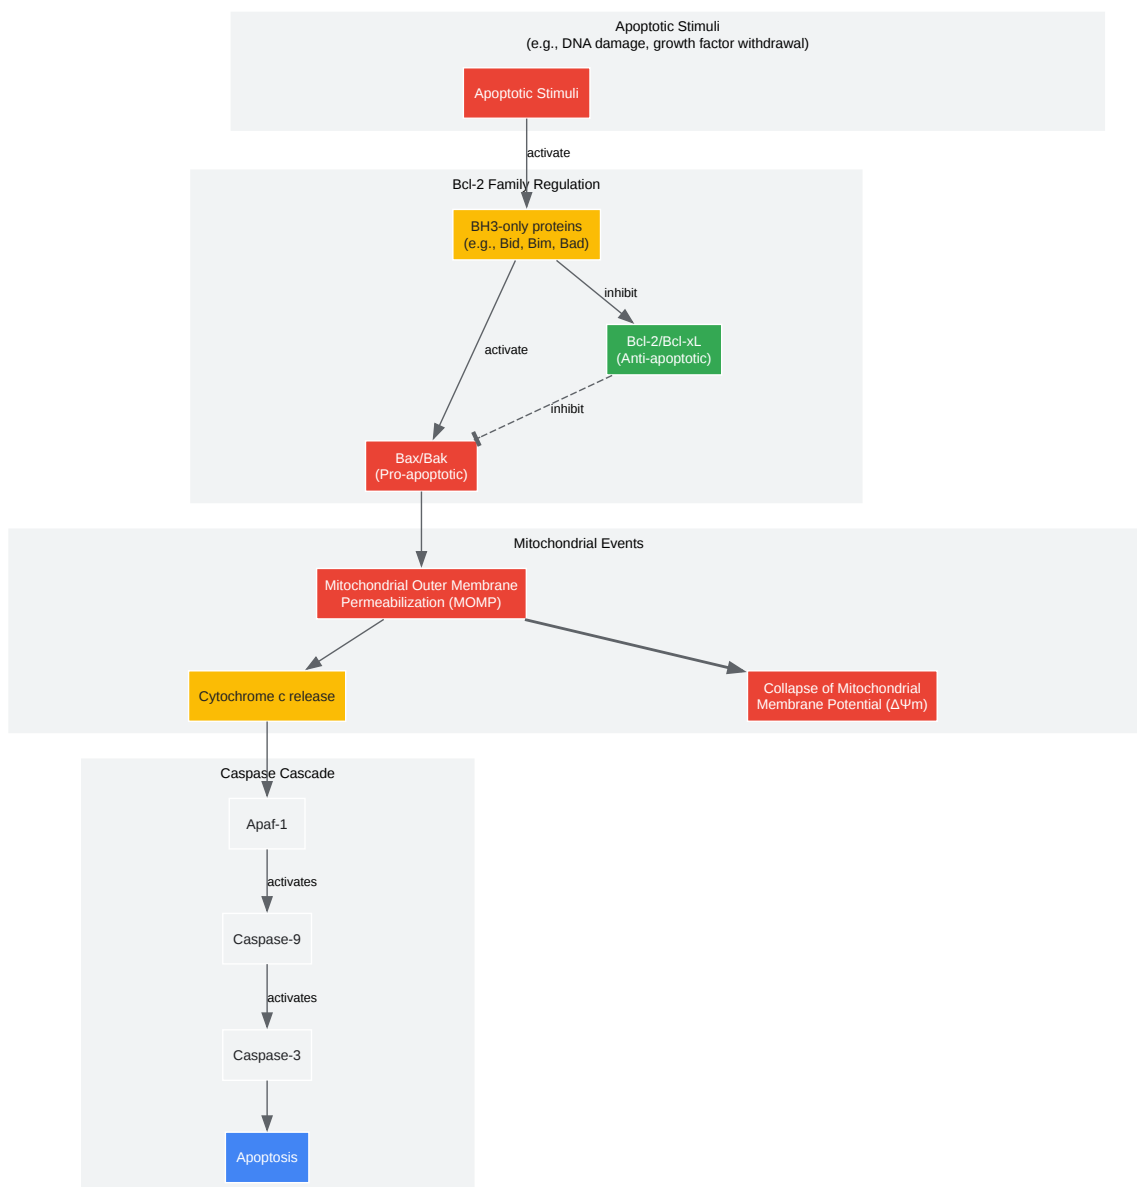 Apoptotic Stimuli
(e.g., DNA damage, growth factor withdrawal)
Apoptotic Stimuli
activate
Bcl-2 Family Regulation
BH3-only proteins
(e.g., Bid, Bim, Bad)
inhibit
Bcl-2/Bcl-xL
(Anti-apoptotic)
activate
inhibit
Bax/Bak
(Pro-apoptotic)
Mitochondrial Events
Mitochondrial Outer Membrane
Permeabilization (MOMP)
Cytochrome c release
Collapse of Mitochondrial
Membrane Potential (ΔΨm)
Caspase Cascade
Apaf-1
activates
Caspase-9
activates
Caspase-3
Apoptosis